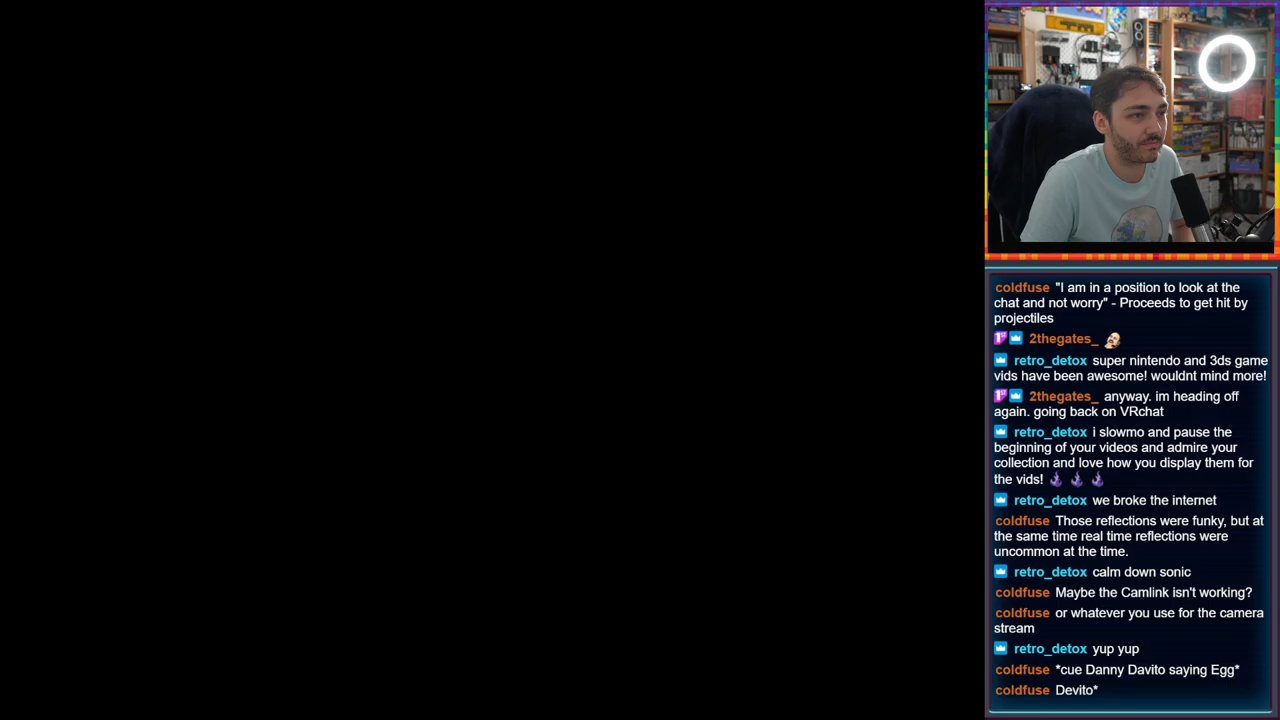 coldfuse "I am in a position to look at the
chat and not worry" - Proceeds to get hit by
projectiles
2thegates_
retro_detox super nintendo and 3ds game
vids have been awesome! wouldnt mind more!
2thegates_ anyway. im heading off
again. going back on VRchat
retro_detox i slowmo and pause the
beginning of your videos and admire your
collection and love how you display them for
the vids!
retro_detox we broke the internet
coldfuse Those reflections were funky, but at
the same time real time reflections were
uncommon at the time.
retro_detox calm down sonic
coldfuse Maybe the Camlink isn't working?
coldfuse or whatever you use for the camera
stream
retro_detox yup yup
coldfuse *cue Danny Davito saying Egg*
coldfuse Devito*